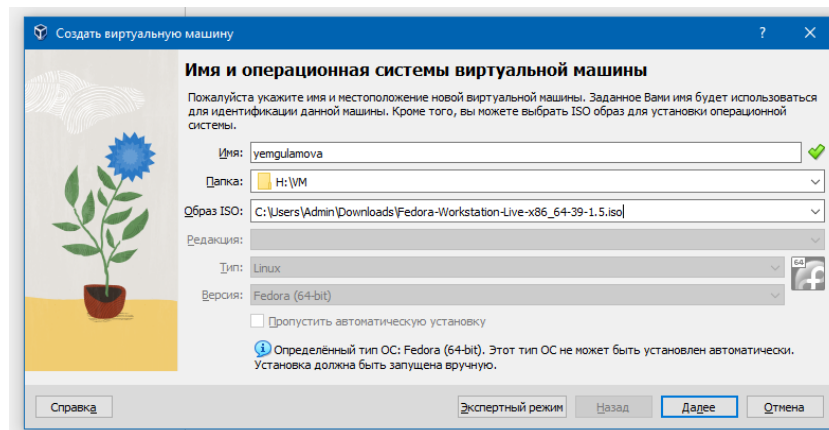 Создать виртуальную машину
?
Имя и операционная системы виртуальной машины
Пожалуйста укажите имя и местоположение новой виртуальной машины. Заданное Вами имя будет использоваться
для идентификации данной машины. Кроме того, вы можете выбрать ISO образ для установки операционной
системы.
Имя: yemgulamova
Папка: H:\VM
Образ ISO: C:\Users\Admin\Downloads\Fedora-Workstation-Live-x86_64-39-1.5.iso
Редакция:
Тип: Linux
64
Версия: Fedora (64-bit)
Пропустить автоматическую установку
Определённый тип ОС: Fedora (64-bit). Этот тип ОС не может быть установлен автоматически.
Установка должна быть запущена вручную.
Справка Экспертный режим Назад Далее Отмена